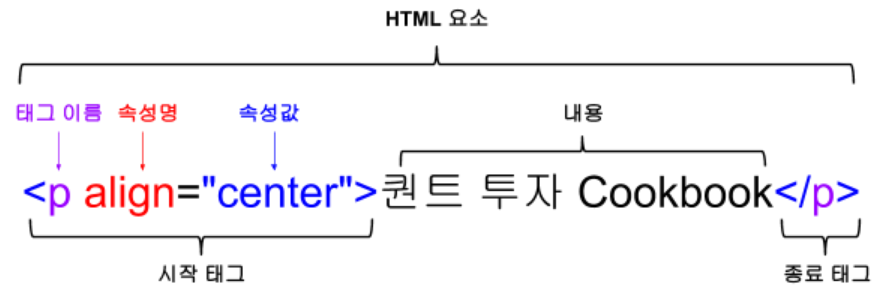 HTML 요소
태그 이름 속성명 속성값 내용
<p align="center">퀀트 투자 Cookbook</p>
시작 태그 종료 태그